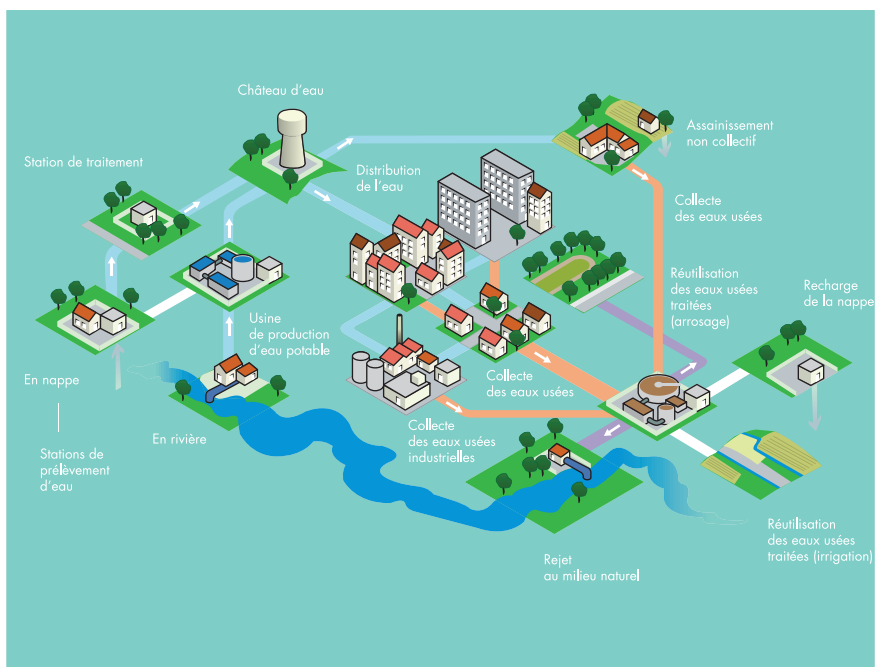 Château d'eau
Station de traitement
Distribution
de l'eau
Assainissement
non collectif
Collecte
des eaux usées
Réutilisation
des eaux usées
traitées
(arrosage)
Recharge
de la nappe
Usine
de production
d'eau potable
En nappe
En rivière
Stations de
prélèvement
d'eau
Collecte
des eaux usées
Collecte
des eaux usées
industrielles
Rejet
au milieu naturel
Réutilisation
des eaux usées
traitées (irrigation)